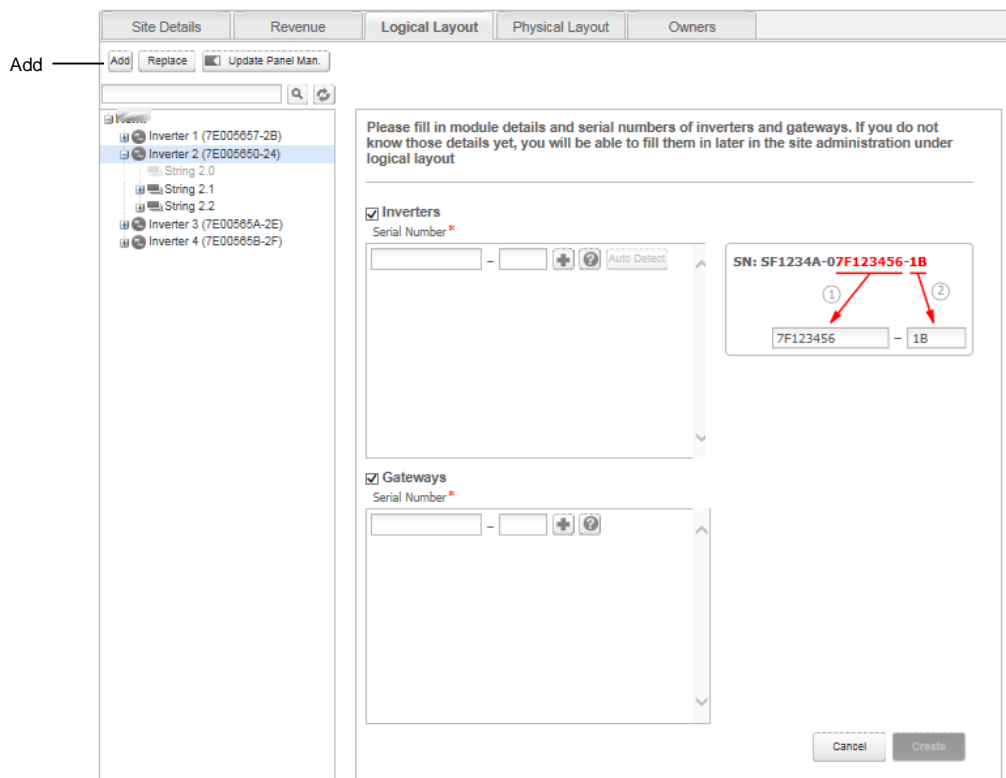 Site Details Revenue Logical Layout Physical Layout Owners
Add
Add Replace Update Panel Man.
Inverter 1 (7E005657-2B)
Inverter 2 (7E005650-24)
String 2.0
String 2.1
String 2.2
Inverter 3 (7E00565A-2E)
Inverter 4 (7E00565B-2F)
Please fill in module details and serial numbers of inverters and gateways. If you do not
know those details yet, you will be able to fill them in later in the site administration under
logical layout
Inverters
Serial Number *
– Auto Detect
SN: SF1234A-07F123456-1B
1 2
7F123456 – 1B
Gateways
Serial Number *
–
Cancel Create